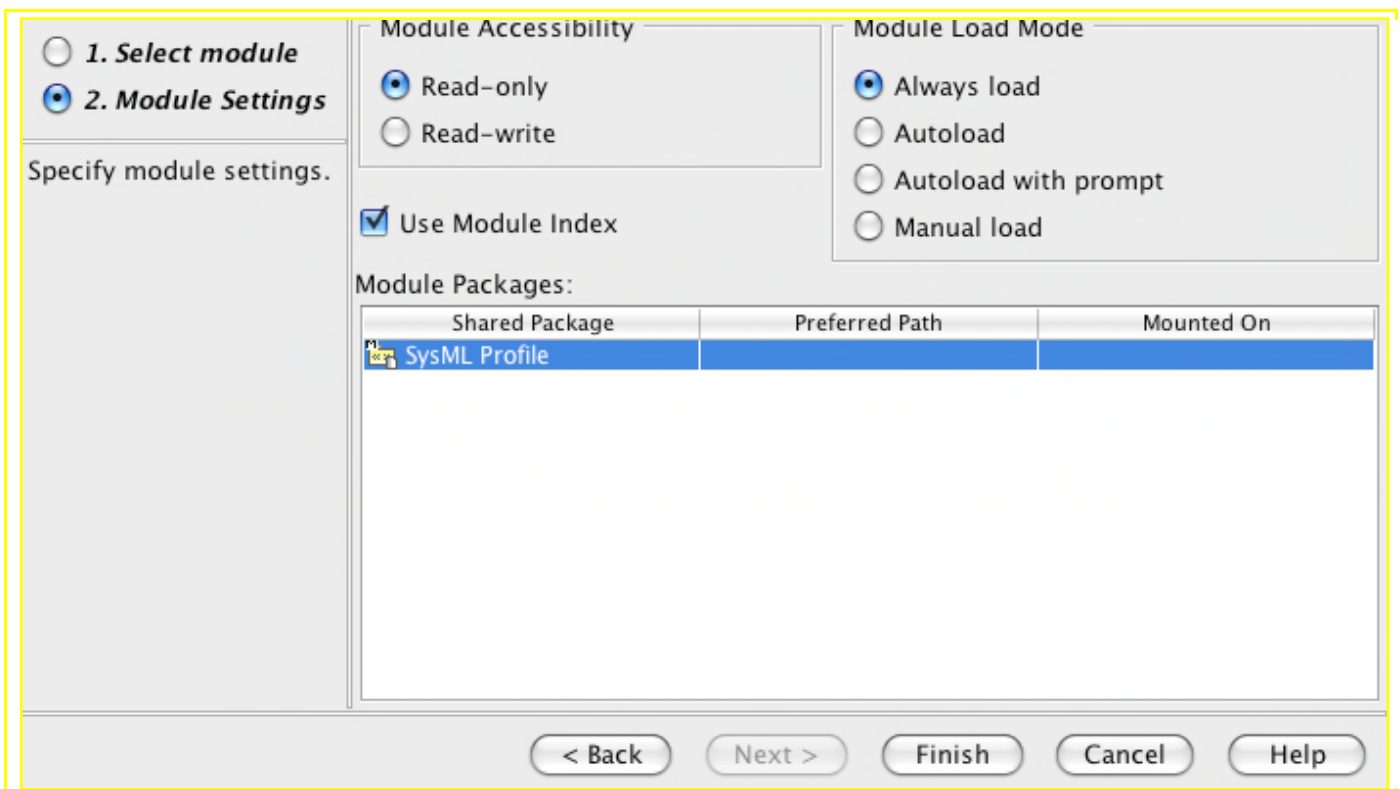 1. Select module
2. Module Settings
Specify module settings.
Module Accessibility
Read-only
Read-write
Use Module Index
Module Load Mode
Always load
Autoload
Autoload with prompt
Manual load
Module Packages:
Shared Package Preferred Path Mounted On
SysML Profile
< Back Next > Finish Cancel Help